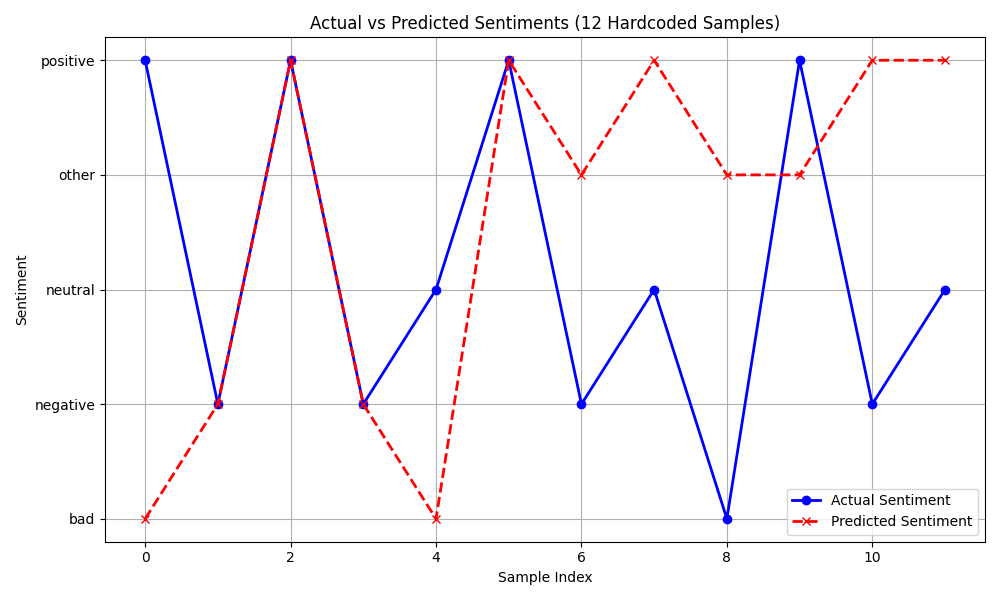 Actual vs Predicted Sentiments (12 Hardcoded Samples)
Sentiment
positive
other
neutral
negative
bad
0 2 4 6 8 10
Sample Index
Actual Sentiment
Predicted Sentiment